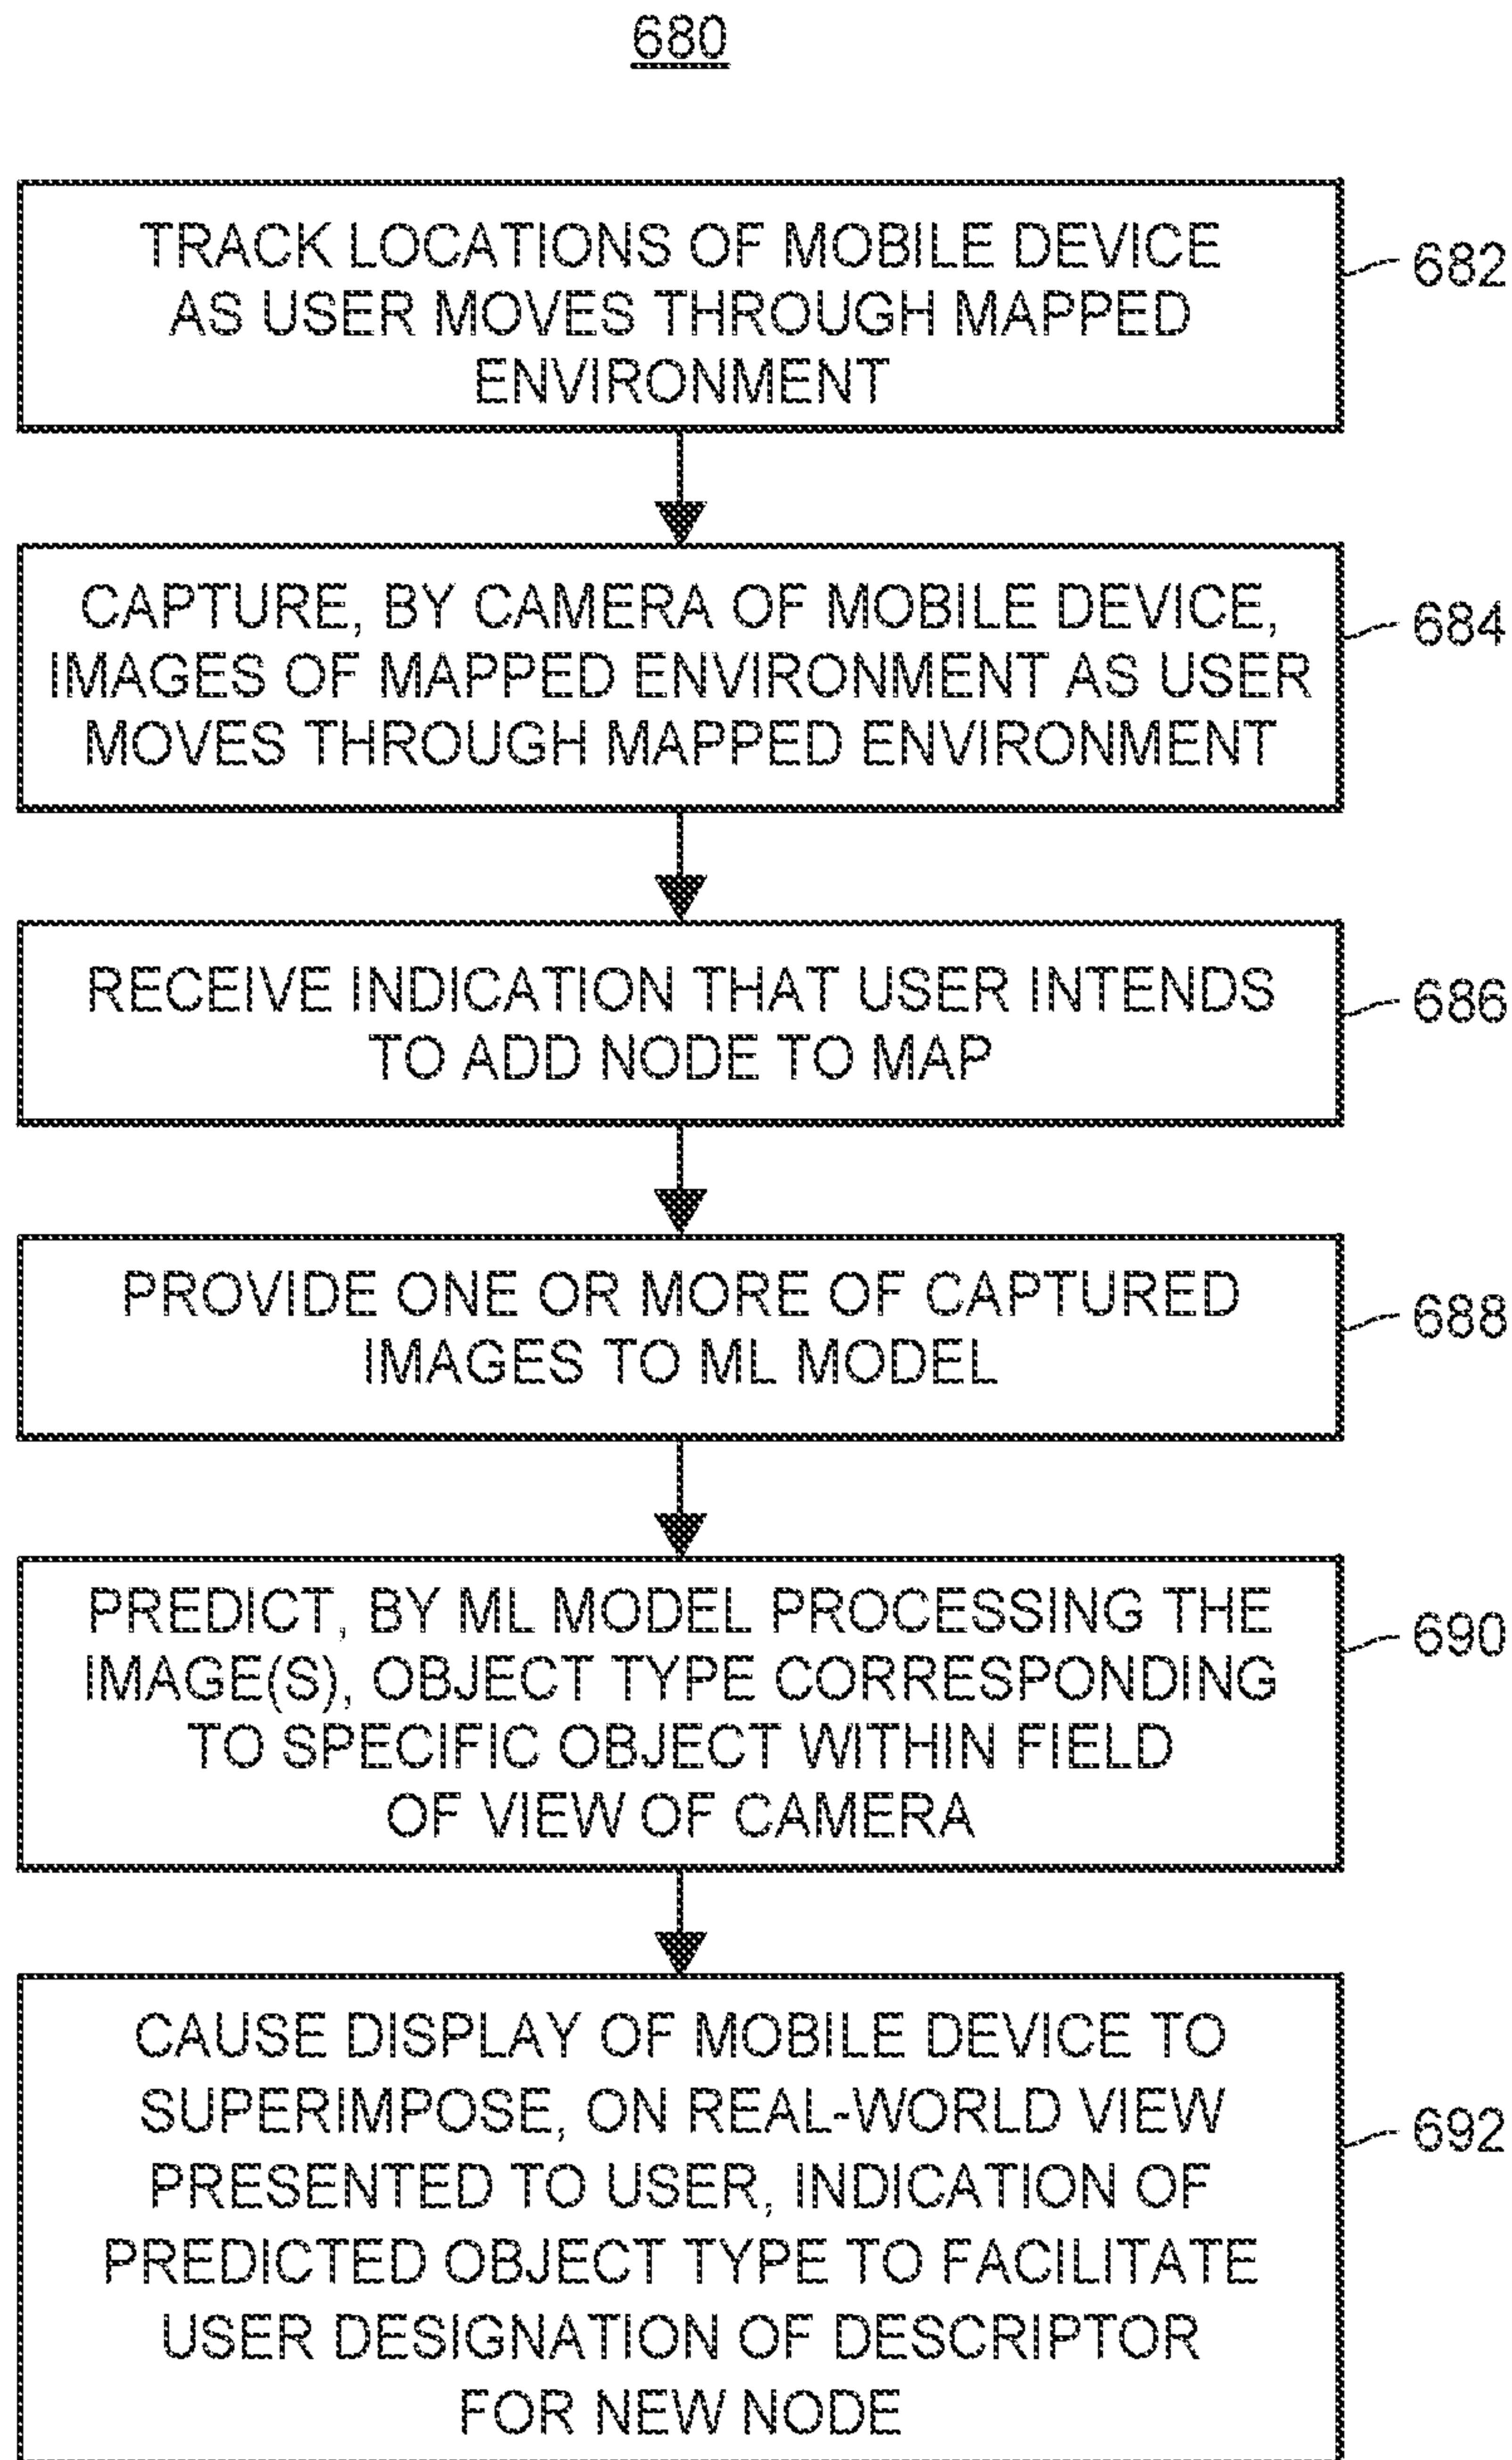 680
TRACK LOCATIONS OF MOBILE DEVICE
AS USER MOVES THROUGH MAPPED
ENVIRONMENT
682
CAPTURE, BY CAMERA OF MOBILE DEVICE,
IMAGES OF MAPPED ENVIRONMENT AS USER
MOVES THROUGH MAPPED ENVIRONMENT
684
RECEIVE INDICATION THAT USER INTENDS
TO ADD NODE TO MAP
686
PROVIDE ONE OR MORE OF CAPTURED
IMAGES TO ML MODEL
688
PREDICT, BY ML MODEL PROCESSING THE
IMAGE(S), OBJECT TYPE CORRESPONDING
TO SPECIFIC OBJECT WITHIN FIELD
OF VIEW OF CAMERA
690
CAUSE DISPLAY OF MOBILE DEVICE TO
SUPERIMPOSE, ON REAL-WORLD VIEW
PRESENTED TO USER, INDICATION OF
PREDICTED OBJECT TYPE TO FACILITATE
USER DESIGNATION OF DESCRIPTOR
FOR NEW NODE
692